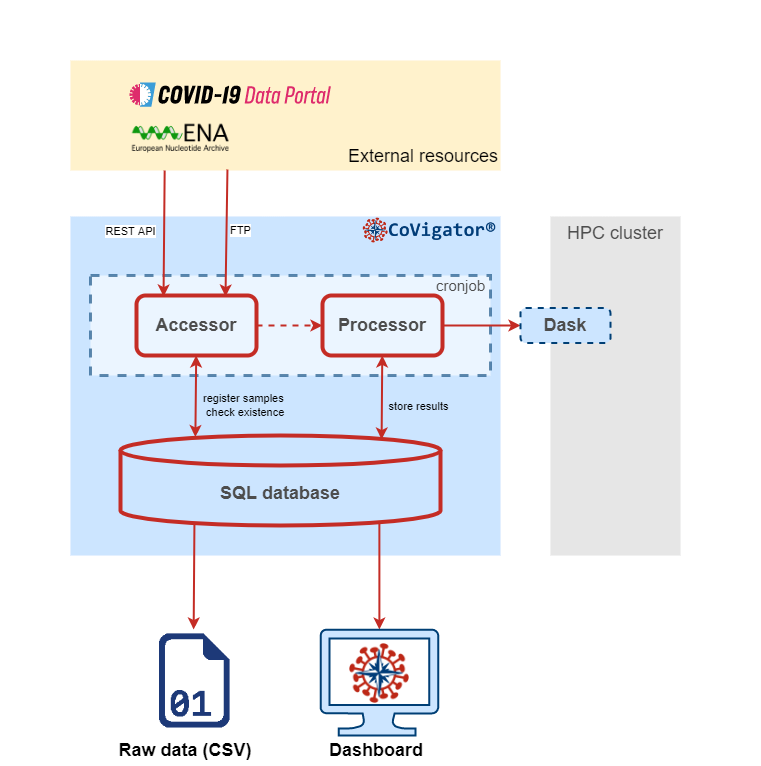 COVID-19 Data Portal
ENA
European Nucleotide Archive
External resources
REST API
FTP
CoVigator®
HPC cluster
cronjob
Accessor
Processor
Dask
register samples
check existence
store results
SQL database
01
Raw data (CSV)
Dashboard